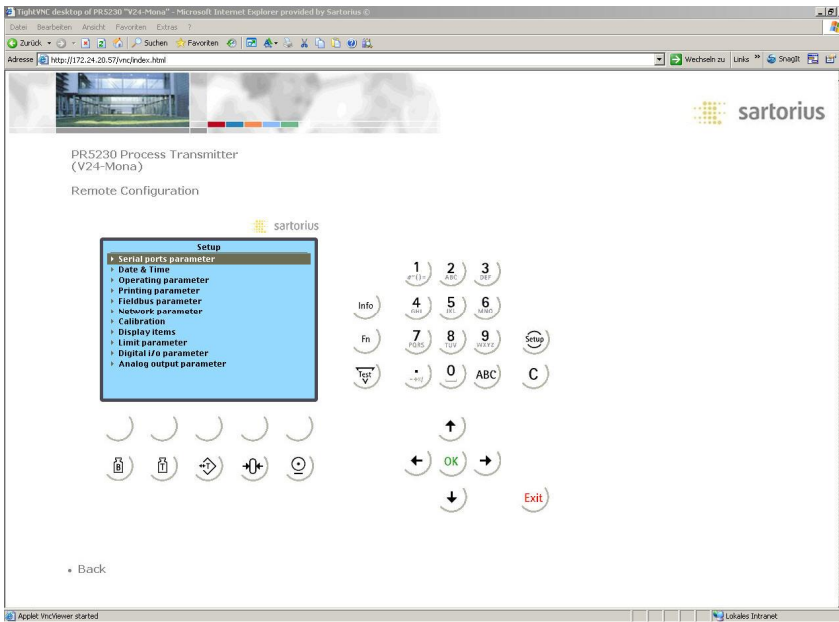 TightVNC desktop of PR5230 "V24-Mona" - Microsoft Internet Explorer provided by Sartorius ©
Datei Bearbeiten Ansicht Favoriten Extras ?
Zurück Suchen Favoriten
Adresse http://172.24.20.57/vnc/index.html Wechseln zu Links » SnagIt
sartorius
PR5230 Process Transmitter
(V24-Mona)
Remote Configuration
sartorius
Setup
Serial ports parameter
Date & Time
Operating parameter
Printing parameter
Fieldbus parameter
Network parameter
Calibration
Display items
Limit parameter
Digital i/o parameter
Analog output parameter
1 2 3
ABC DEF
Info 4 5 6
GHI JKL MNO
Fn 7 8 9 Setup
PQRS TUV WXYZ
Test . 0 ABC C
B T T 0
OK
Exit
Back
Applet VncViewer started Lokales Intranet